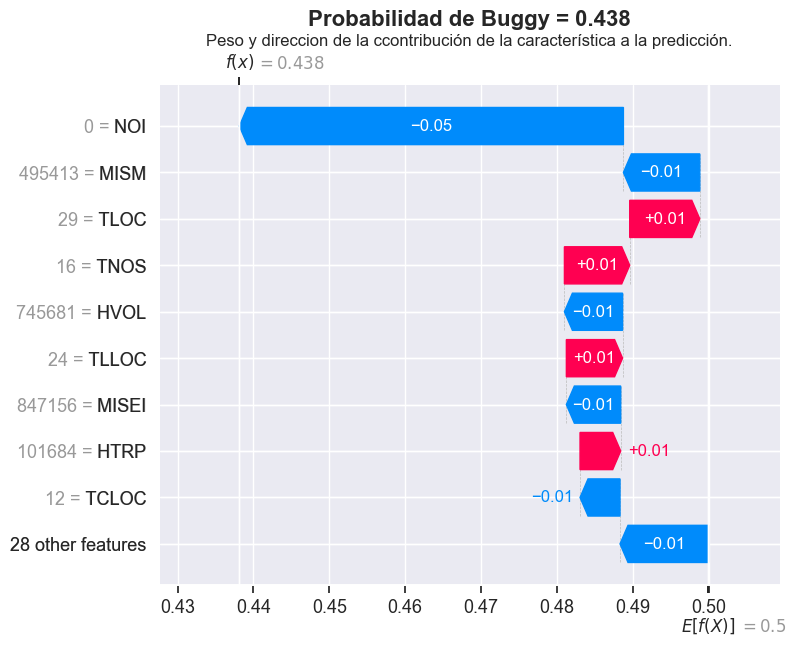 Probabilidad de Buggy = 0.438
Peso y direccion de la ccontribución de la característica a la predicción.
f(x) = 0.438
0 = NOI −0.05
495413 = MISM −0.01
29 = TLOC +0.01
16 = TNOS +0.01
745681 = HVOL −0.01
24 = TLLOC +0.01
847156 = MISEI −0.01
101684 = HTRP +0.01
12 = TCLOC −0.01
28 other features −0.01
0.43 0.44 0.45 0.46 0.47 0.48 0.49 0.50
E[f(X)] = 0.5